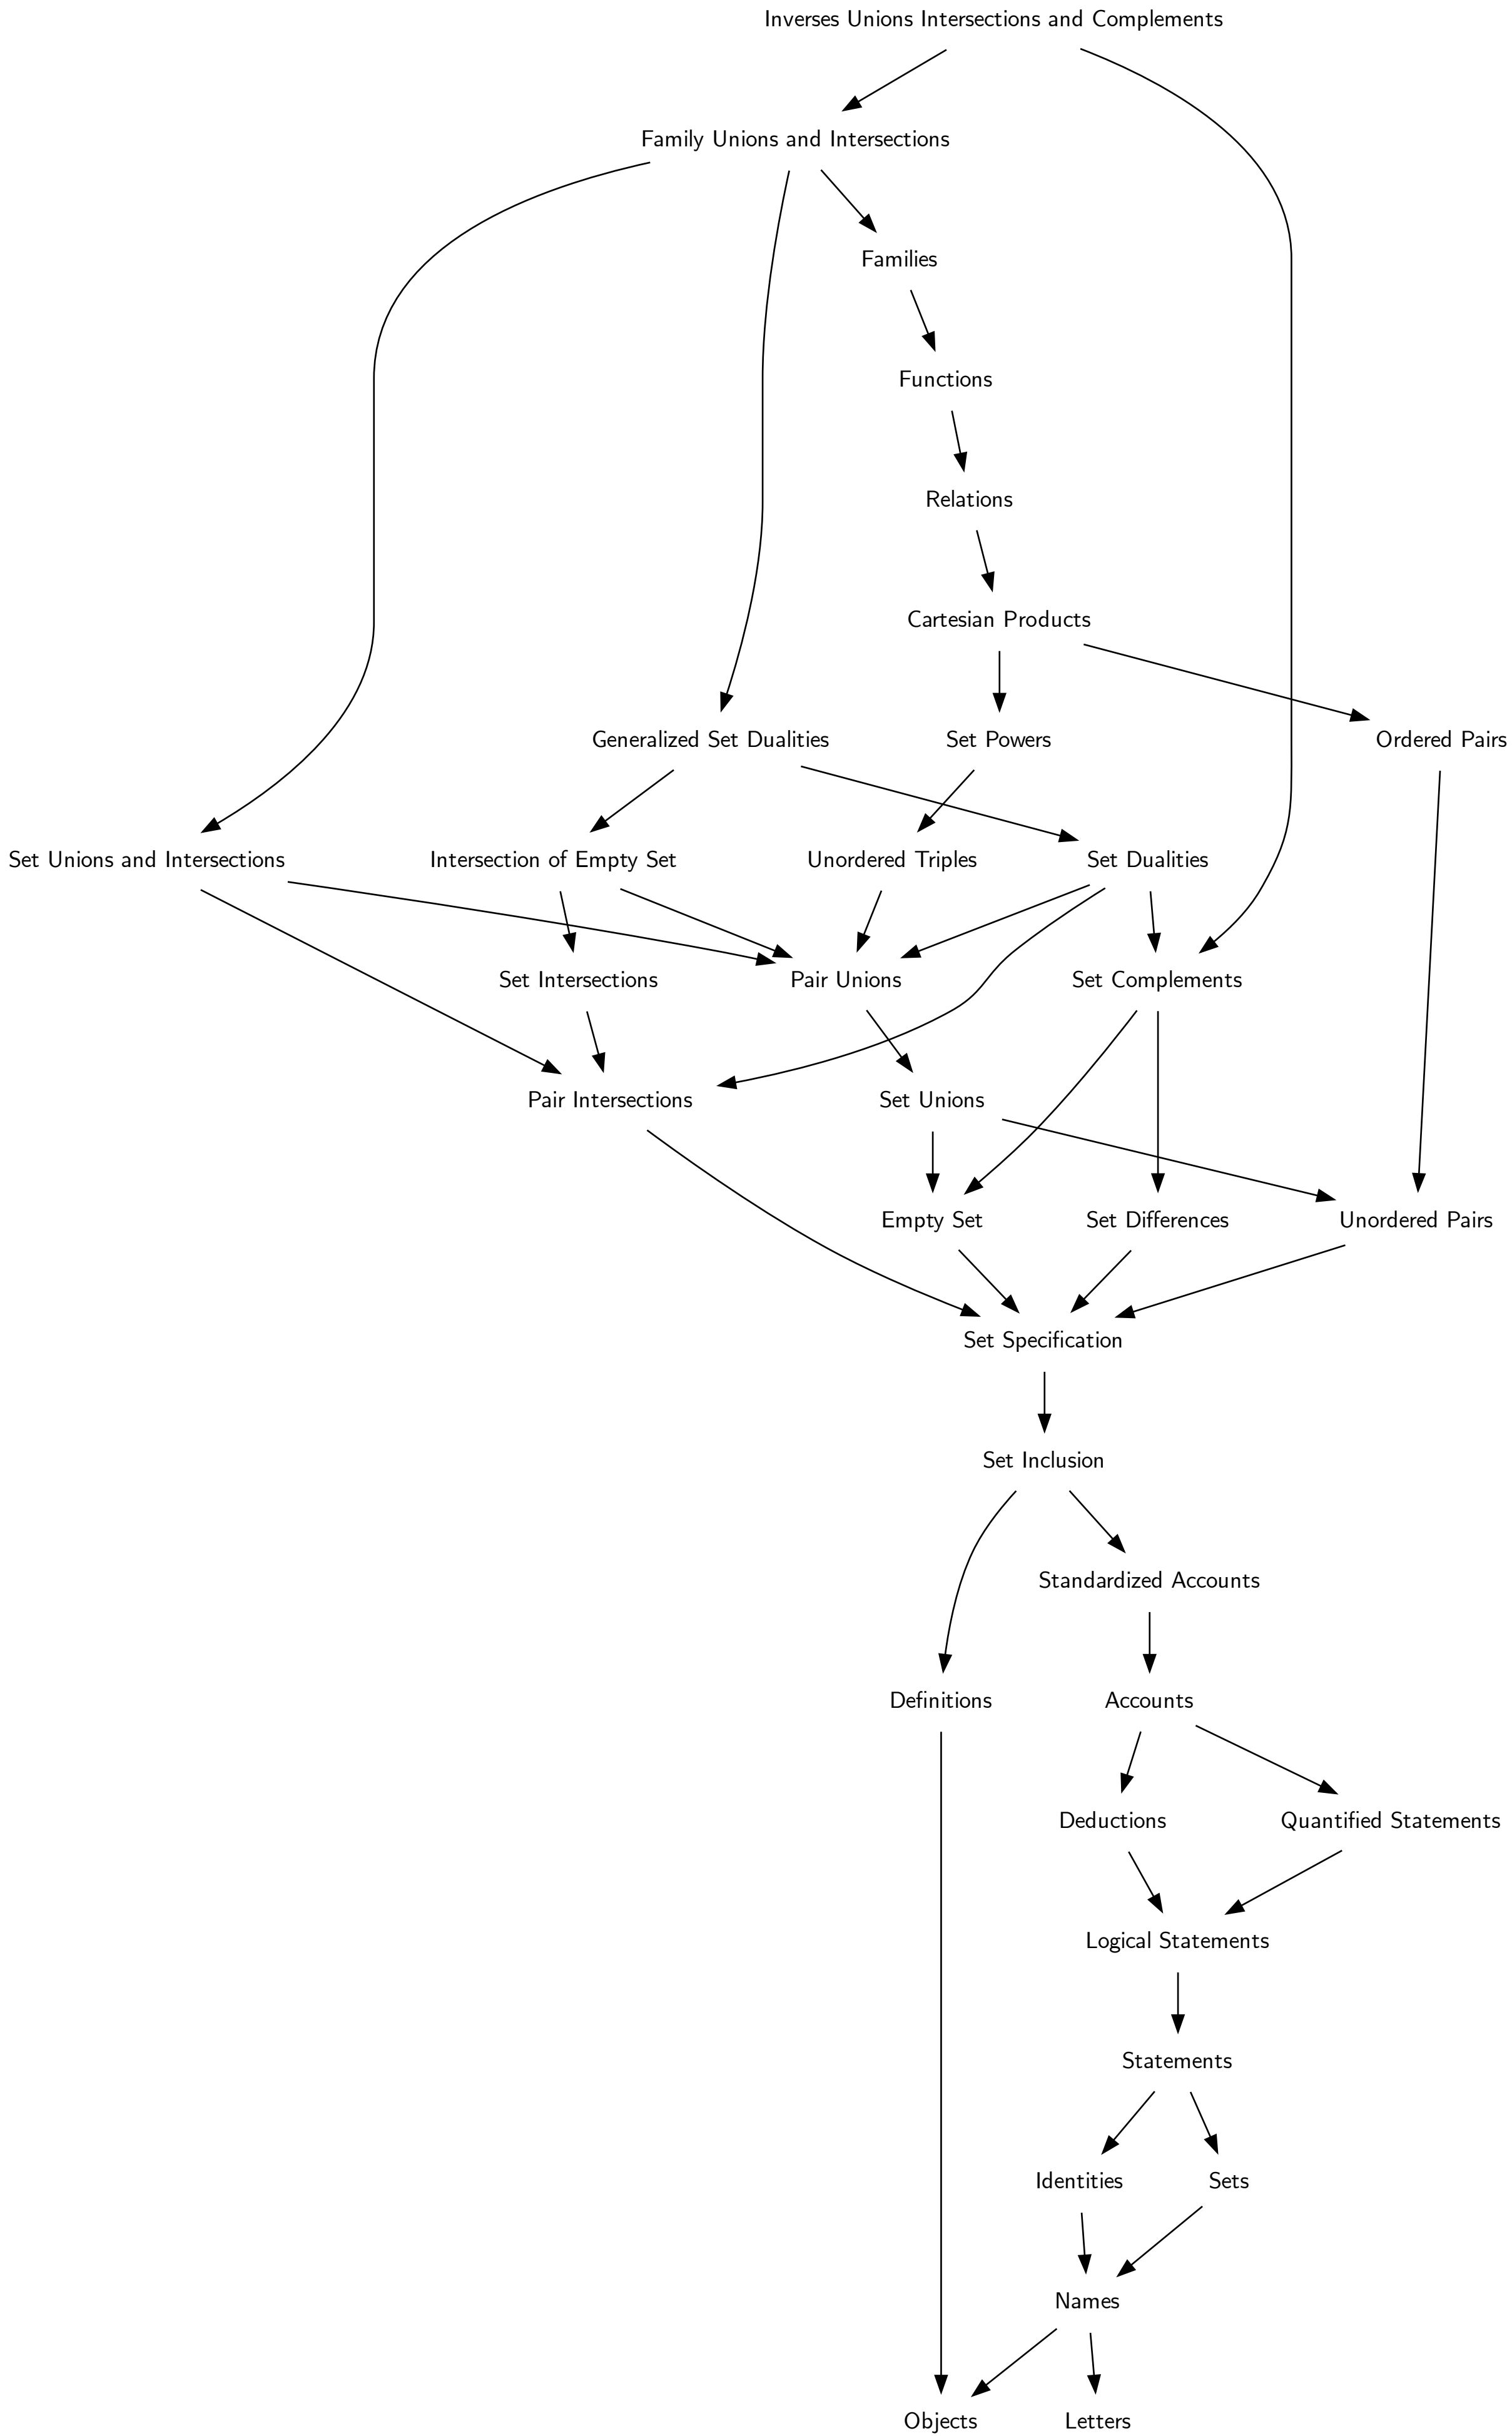 Inverses Unions Intersections and Complements
Family Unions and Intersections
Families
Functions
Relations
Cartesian Products
Generalized Set Dualities
Set Powers
Ordered Pairs
Set Unions and Intersections
Intersection of Empty Set
Unordered Triples
Set Dualities
Set Intersections
Pair Unions
Set Complements
Pair Intersections
Set Unions
Empty Set
Set Differences
Unordered Pairs
Set Specification
Set Inclusion
Standardized Accounts
Definitions
Accounts
Deductions
Quantified Statements
Logical Statements
Statements
Identities
Sets
Names
Objects
Letters